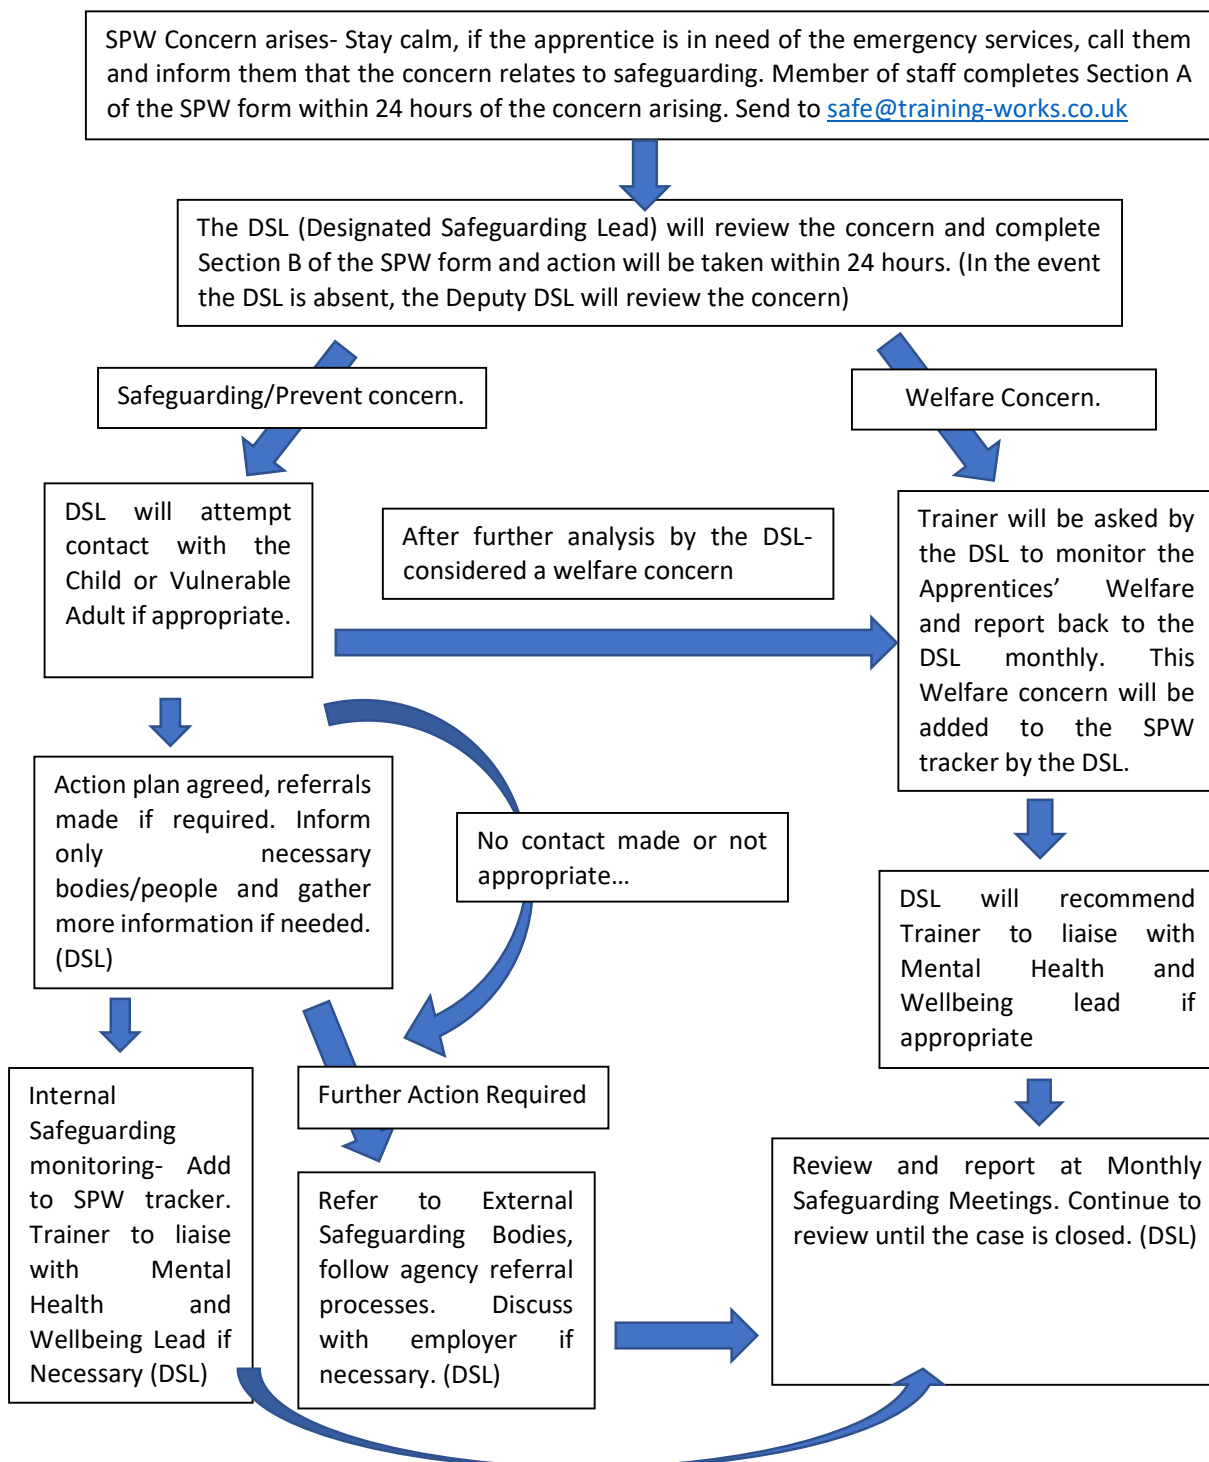 SPW Concern arises- Stay calm, if the apprentice is in need of the emergency services, call them
and inform them that the concern relates to safeguarding. Member of staff completes Section A
of the SPW form within 24 hours of the concern arising. Send to safe@training-works.co.uk
The DSL (Designated Safeguarding Lead) will review the concern and complete
Section B of the SPW form and action will be taken within 24 hours. (In the event
the DSL is absent, the Deputy DSL will review the concern)
Safeguarding/Prevent concern.
Welfare Concern.
DSL will attempt
contact with the
Child or Vulnerable
Adult if appropriate.
After further analysis by the DSL-
considered a welfare concern
Trainer will be asked by
the DSL to monitor the
Apprentices’ Welfare
and report back to the
DSL monthly. This
Welfare concern will be
added to the SPW
tracker by the DSL.
Action plan agreed, referrals
made if required. Inform
only necessary
bodies/people and gather
more information if needed.
(DSL)
No contact made or not
appropriate…
DSL will recommend
Trainer to liaise with
Mental Health and
Wellbeing lead if
appropriate
Internal
Safeguarding
monitoring- Add
to SPW tracker.
Trainer to liaise
with Mental
Health and
Wellbeing Lead if
Necessary (DSL)
Further Action Required
Refer to External
Safeguarding Bodies,
follow agency referral
processes. Discuss
with employer if
necessary. (DSL)
Review and report at Monthly
Safeguarding Meetings. Continue to
review until the case is closed. (DSL)